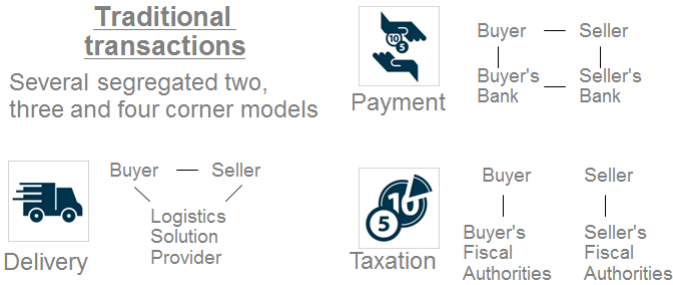 Traditional
transactions
Several segregated two,
three and four corner models
10
5
Payment
Buyer — Seller
Buyer's Seller's
Bank — Bank
Delivery
Buyer — Seller
Logistics
Solution
Provider
10
5
Taxation
Buyer Seller
Buyer's Seller's
Fiscal Fiscal
Authorities Authorities